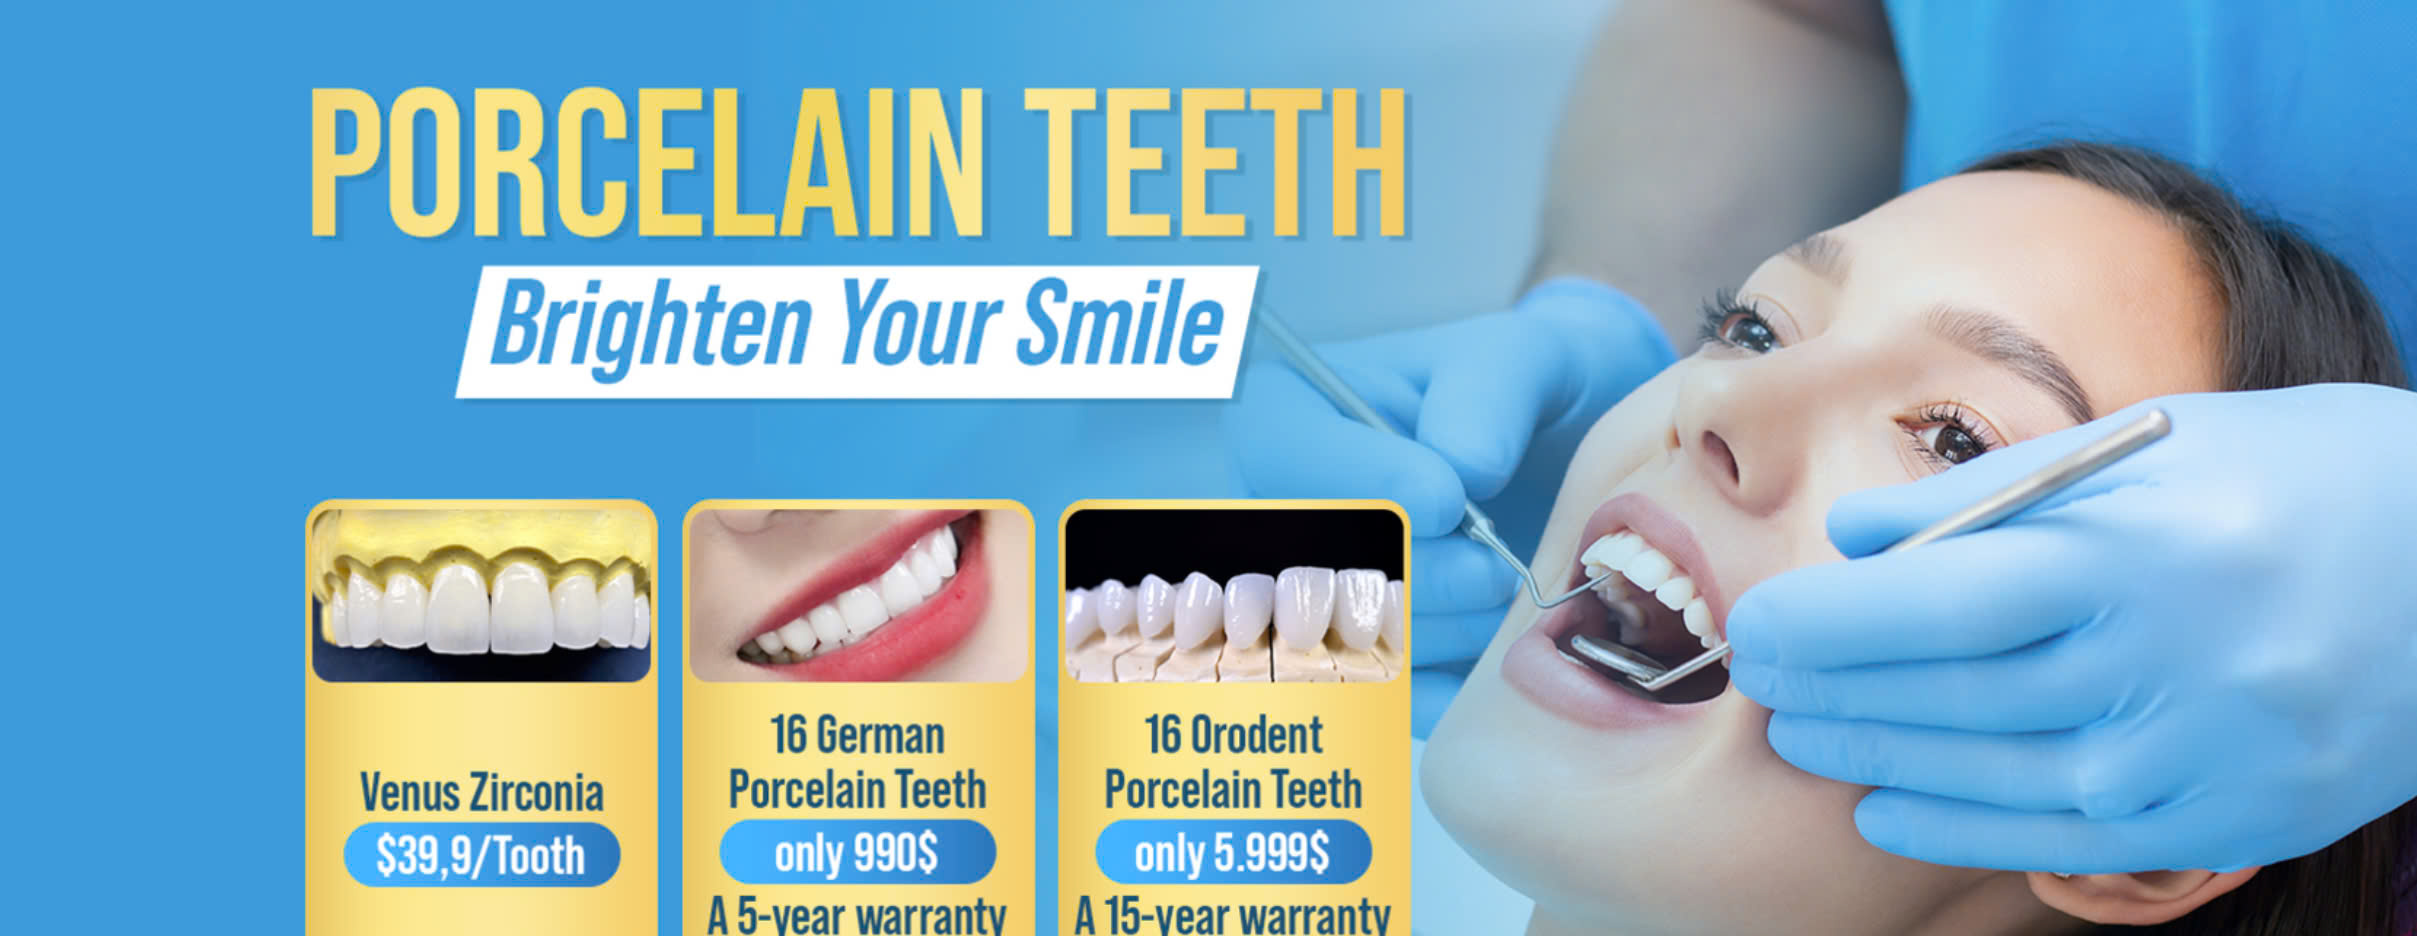 PORCELAIN TEETH
Brighten Your Smile
Venus Zirconia
$39,9/Tooth
16 German
Porcelain Teeth
only 990$
A 5-year warranty
16 Orodent
Porcelain Teeth
only 5.999$
A 15-year warranty